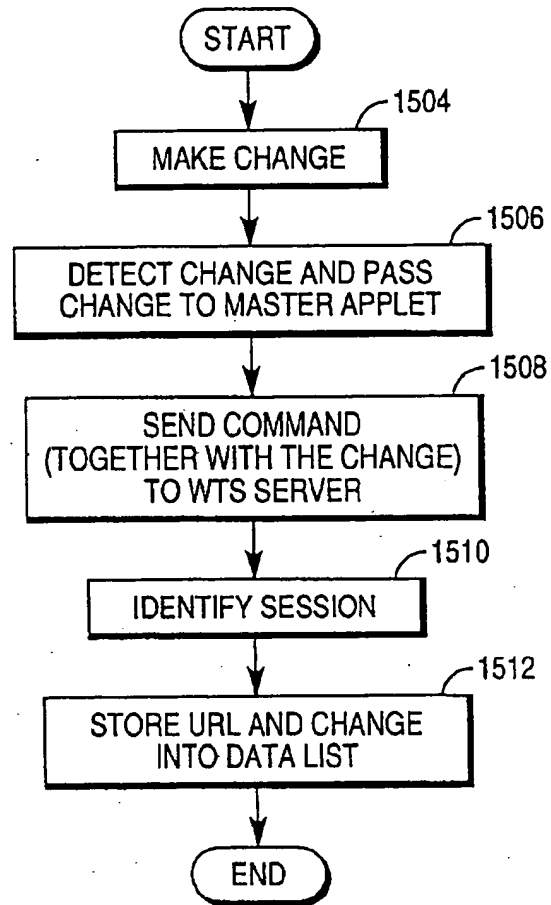 START
1504
MAKE CHANGE
1506
DETECT CHANGE AND PASS
CHANGE TO MASTER APPLET
1508
SEND COMMAND
(TOGETHER WITH THE CHANGE)
TO WTS SERVER
1510
IDENTIFY SESSION
1512
STORE URL AND CHANGE
INTO DATA LIST
END